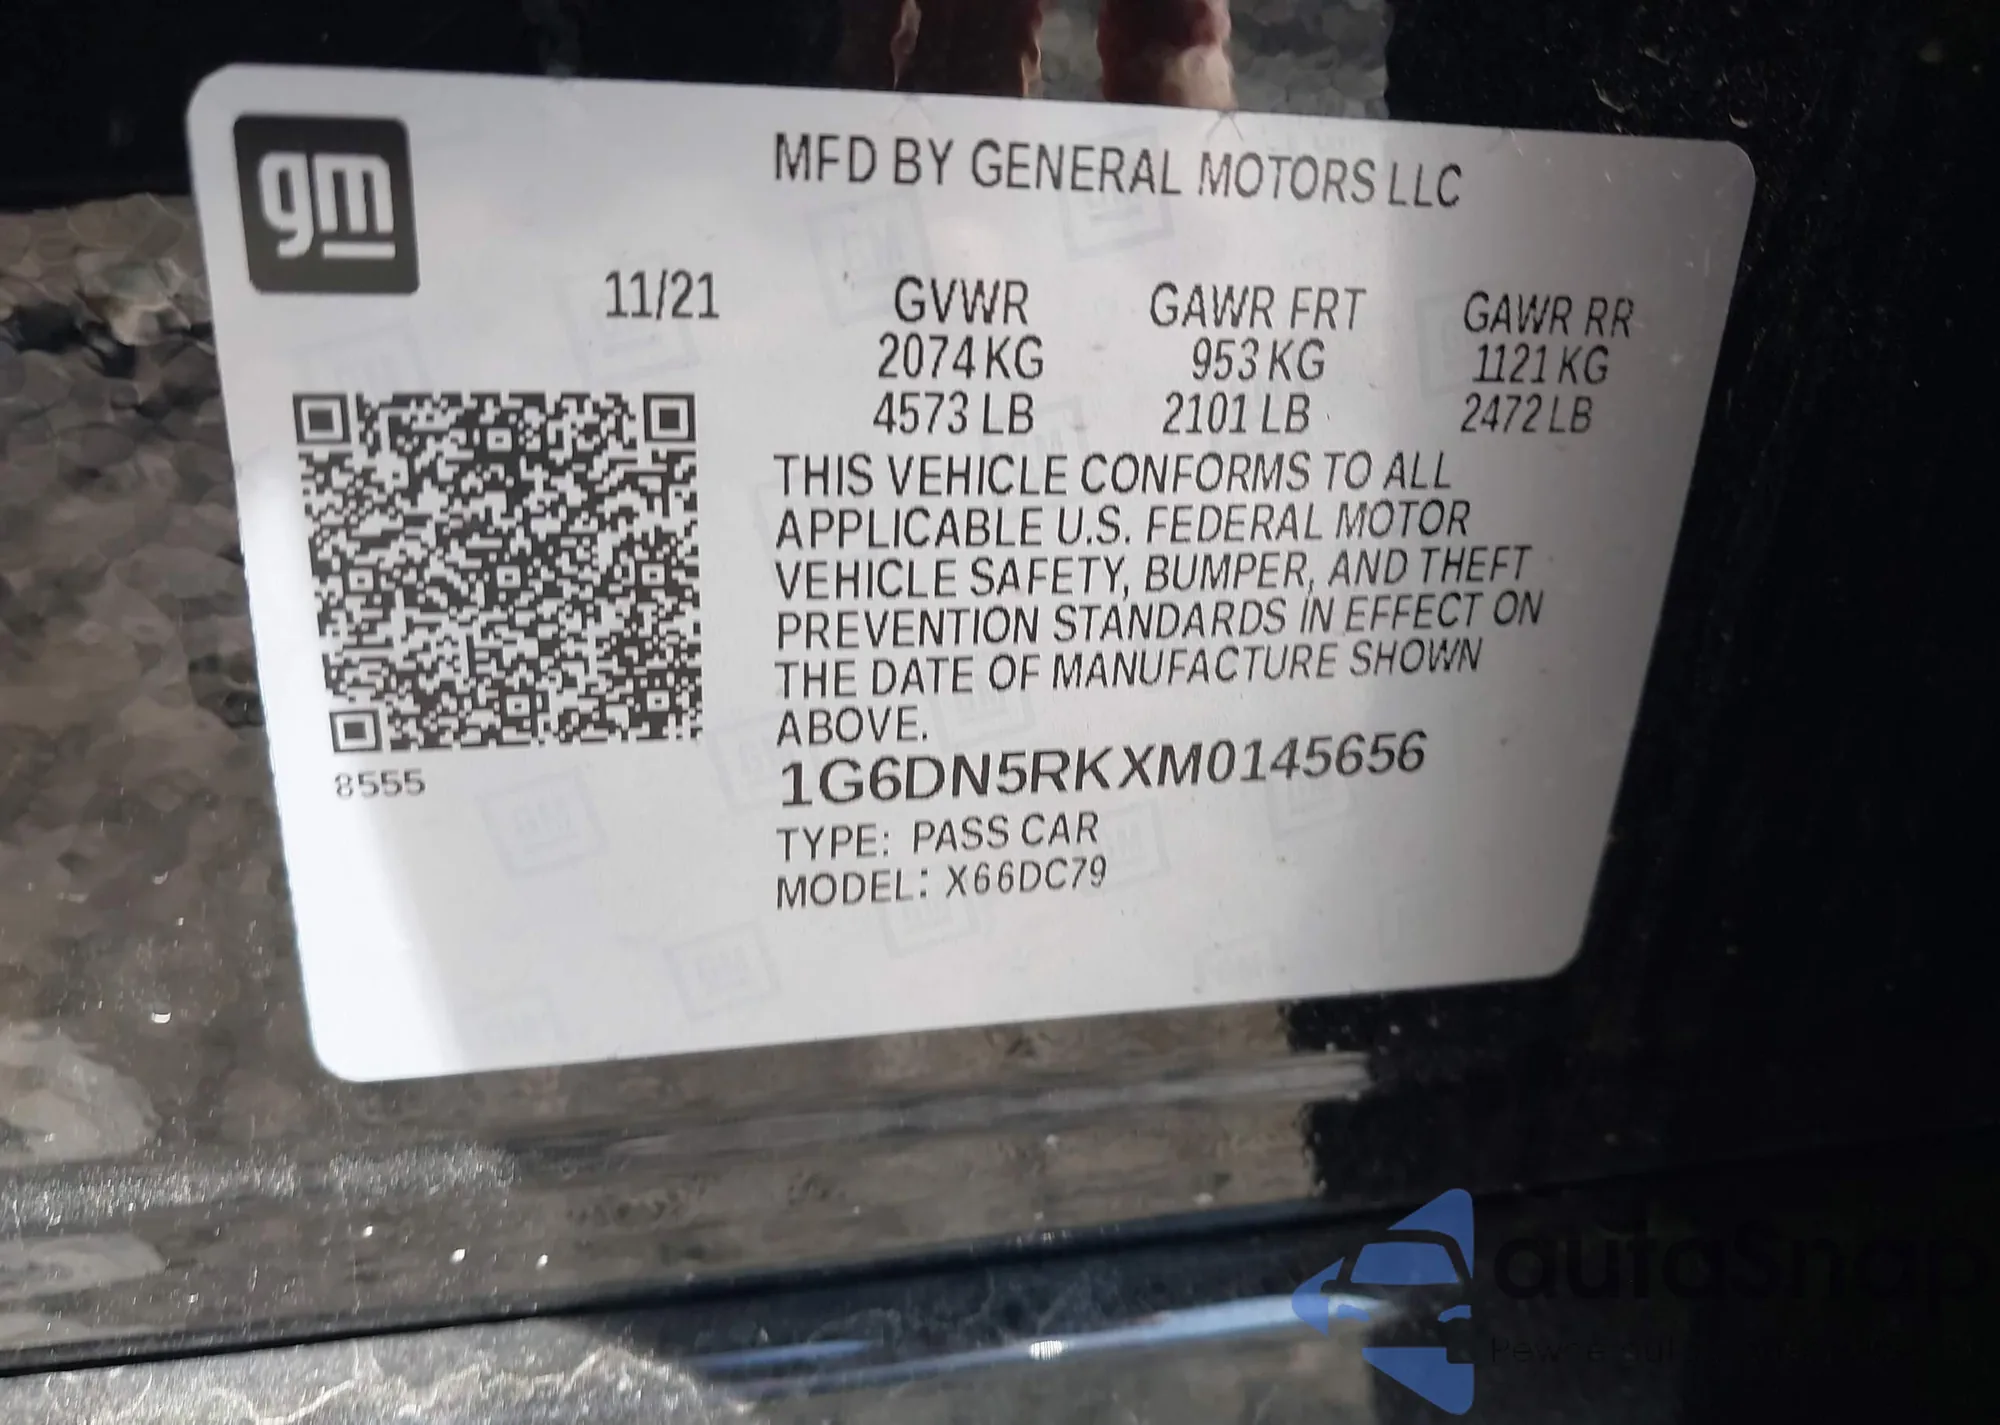 gm
MFD BY GENERAL MOTORS LLC
11/21 GVWR GAWR FRT GAWR RR
2074 KG 953 KG 1121 KG
4573 LB 2101 LB 2472 LB
THIS VEHICLE CONFORMS TO ALL
APPLICABLE U.S. FEDERAL MOTOR
VEHICLE SAFETY, BUMPER, AND THEFT
PREVENTION STANDARDS IN EFFECT ON
THE DATE OF MANUFACTURE SHOWN
ABOVE.
8555
1G6DN5RKXM0145656
TYPE: PASS CAR
MODEL: X66DC79
autoSnap